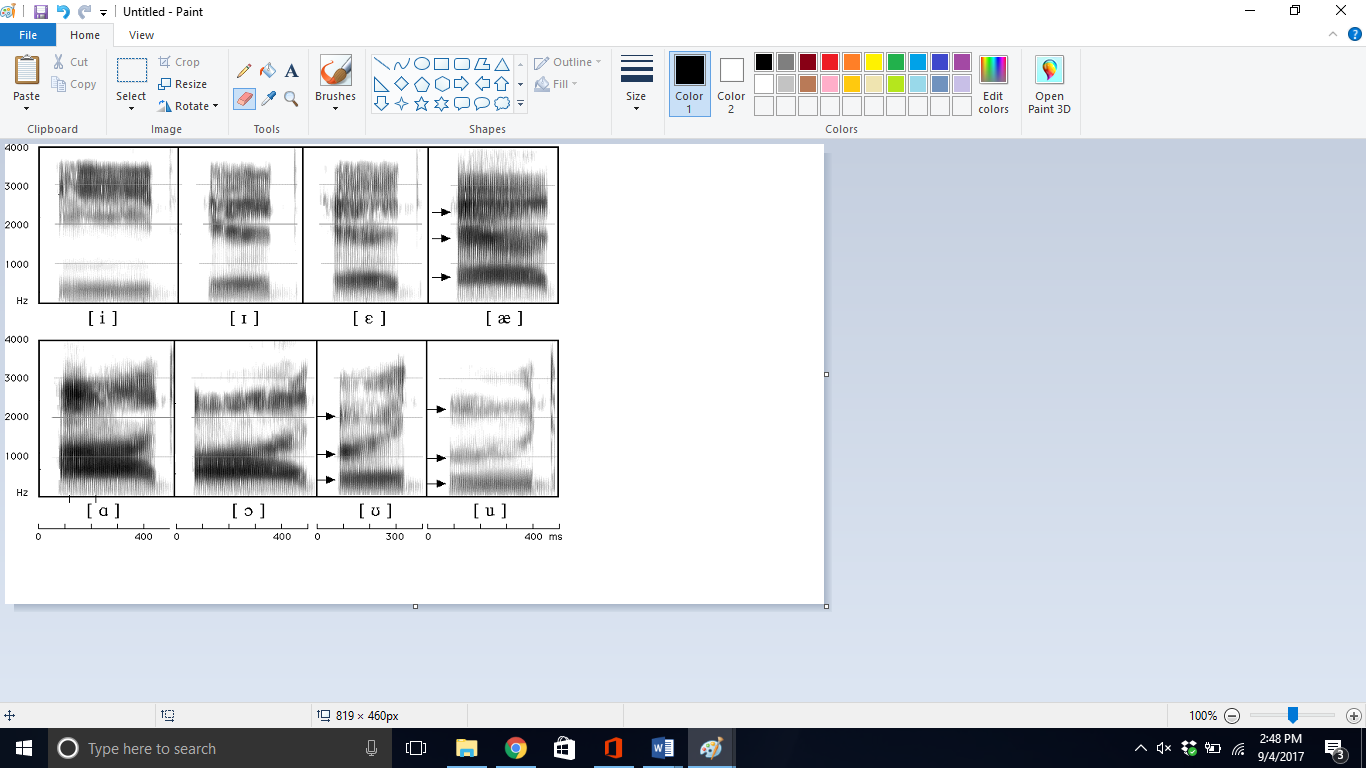 Untitled - Paint
File Home View
Paste Cut Copy Clipboard
Select Crop Resize Rotate Image
A
Tools
Brushes
Shapes
Outline
Fill
Size
Color 1
Color 2
Colors
Edit colors
Open Paint 3D
4000
3000
2000
1000
Hz
[ i ] [ ɪ ] [ ɛ ] [ æ ]
4000
3000
2000
1000
Hz
[ ɑ ] [ ɔ ] [ ʊ ] [ u ]
0 400 0 400 0 300 0 400 ms
819 × 460px 100%
Type here to search
2:48 PM
9/4/2017
3